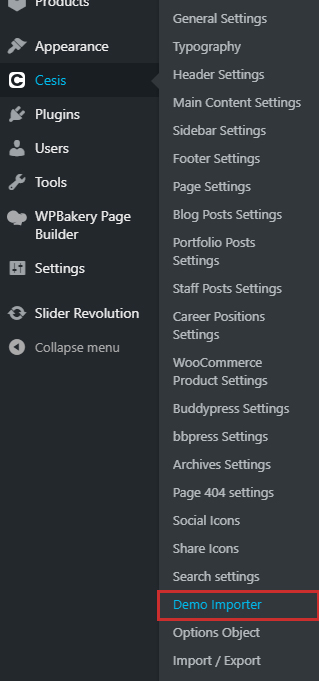 Products
Appearance
Cesis
Plugins
Users
Tools
WPBakery Page
Builder
Settings
Slider Revolution
Collapse menu
General Settings
Typography
Header Settings
Main Content Settings
Sidebar Settings
Footer Settings
Page Settings
Blog Posts Settings
Portfolio Posts
Settings
Staff Posts Settings
Career Positions
Settings
WooCommerce
Product Settings
Buddypress Settings
bbpress Settings
Archives Settings
Page 404 settings
Social Icons
Share Icons
Search settings
Demo Importer
Options Object
Import / Export